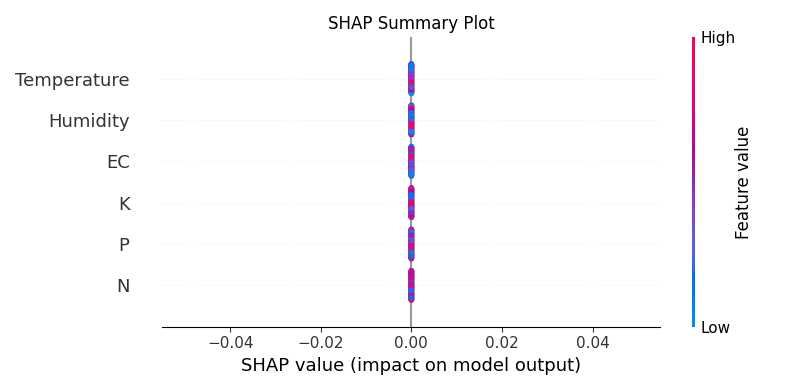 SHAP Summary Plot
High
Temperature
Humidity
EC
K
P
N
Feature value
Low
−0.04
−0.02
0.00
0.02
0.04
SHAP value (impact on model output)